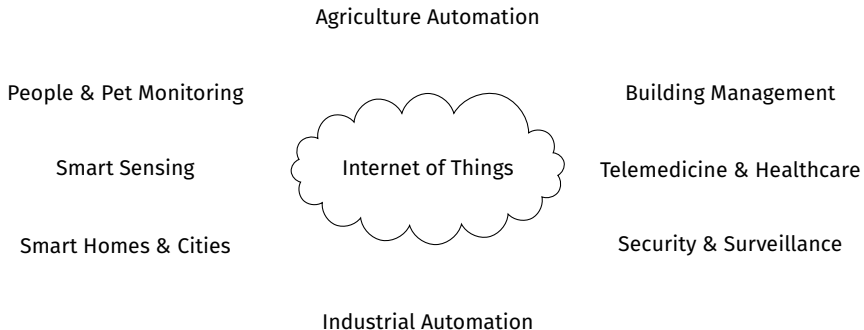 Agriculture Automation
People & Pet Monitoring
Building Management
Smart Sensing
Internet of Things
Telemedicine & Healthcare
Smart Homes & Cities
Security & Surveillance
Industrial Automation